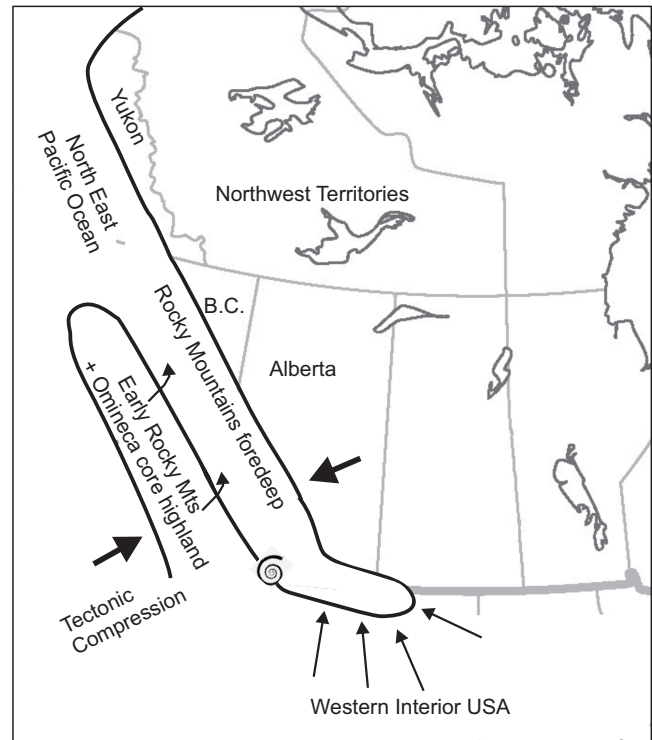 Yukon
North East
Pacific Ocean
Northwest Territories
B.C.
Rocky Mountains foredeep
Alberta
Early Rocky Mts
+ Omineca core highland
Tectonic
Compression
Western Interior USA